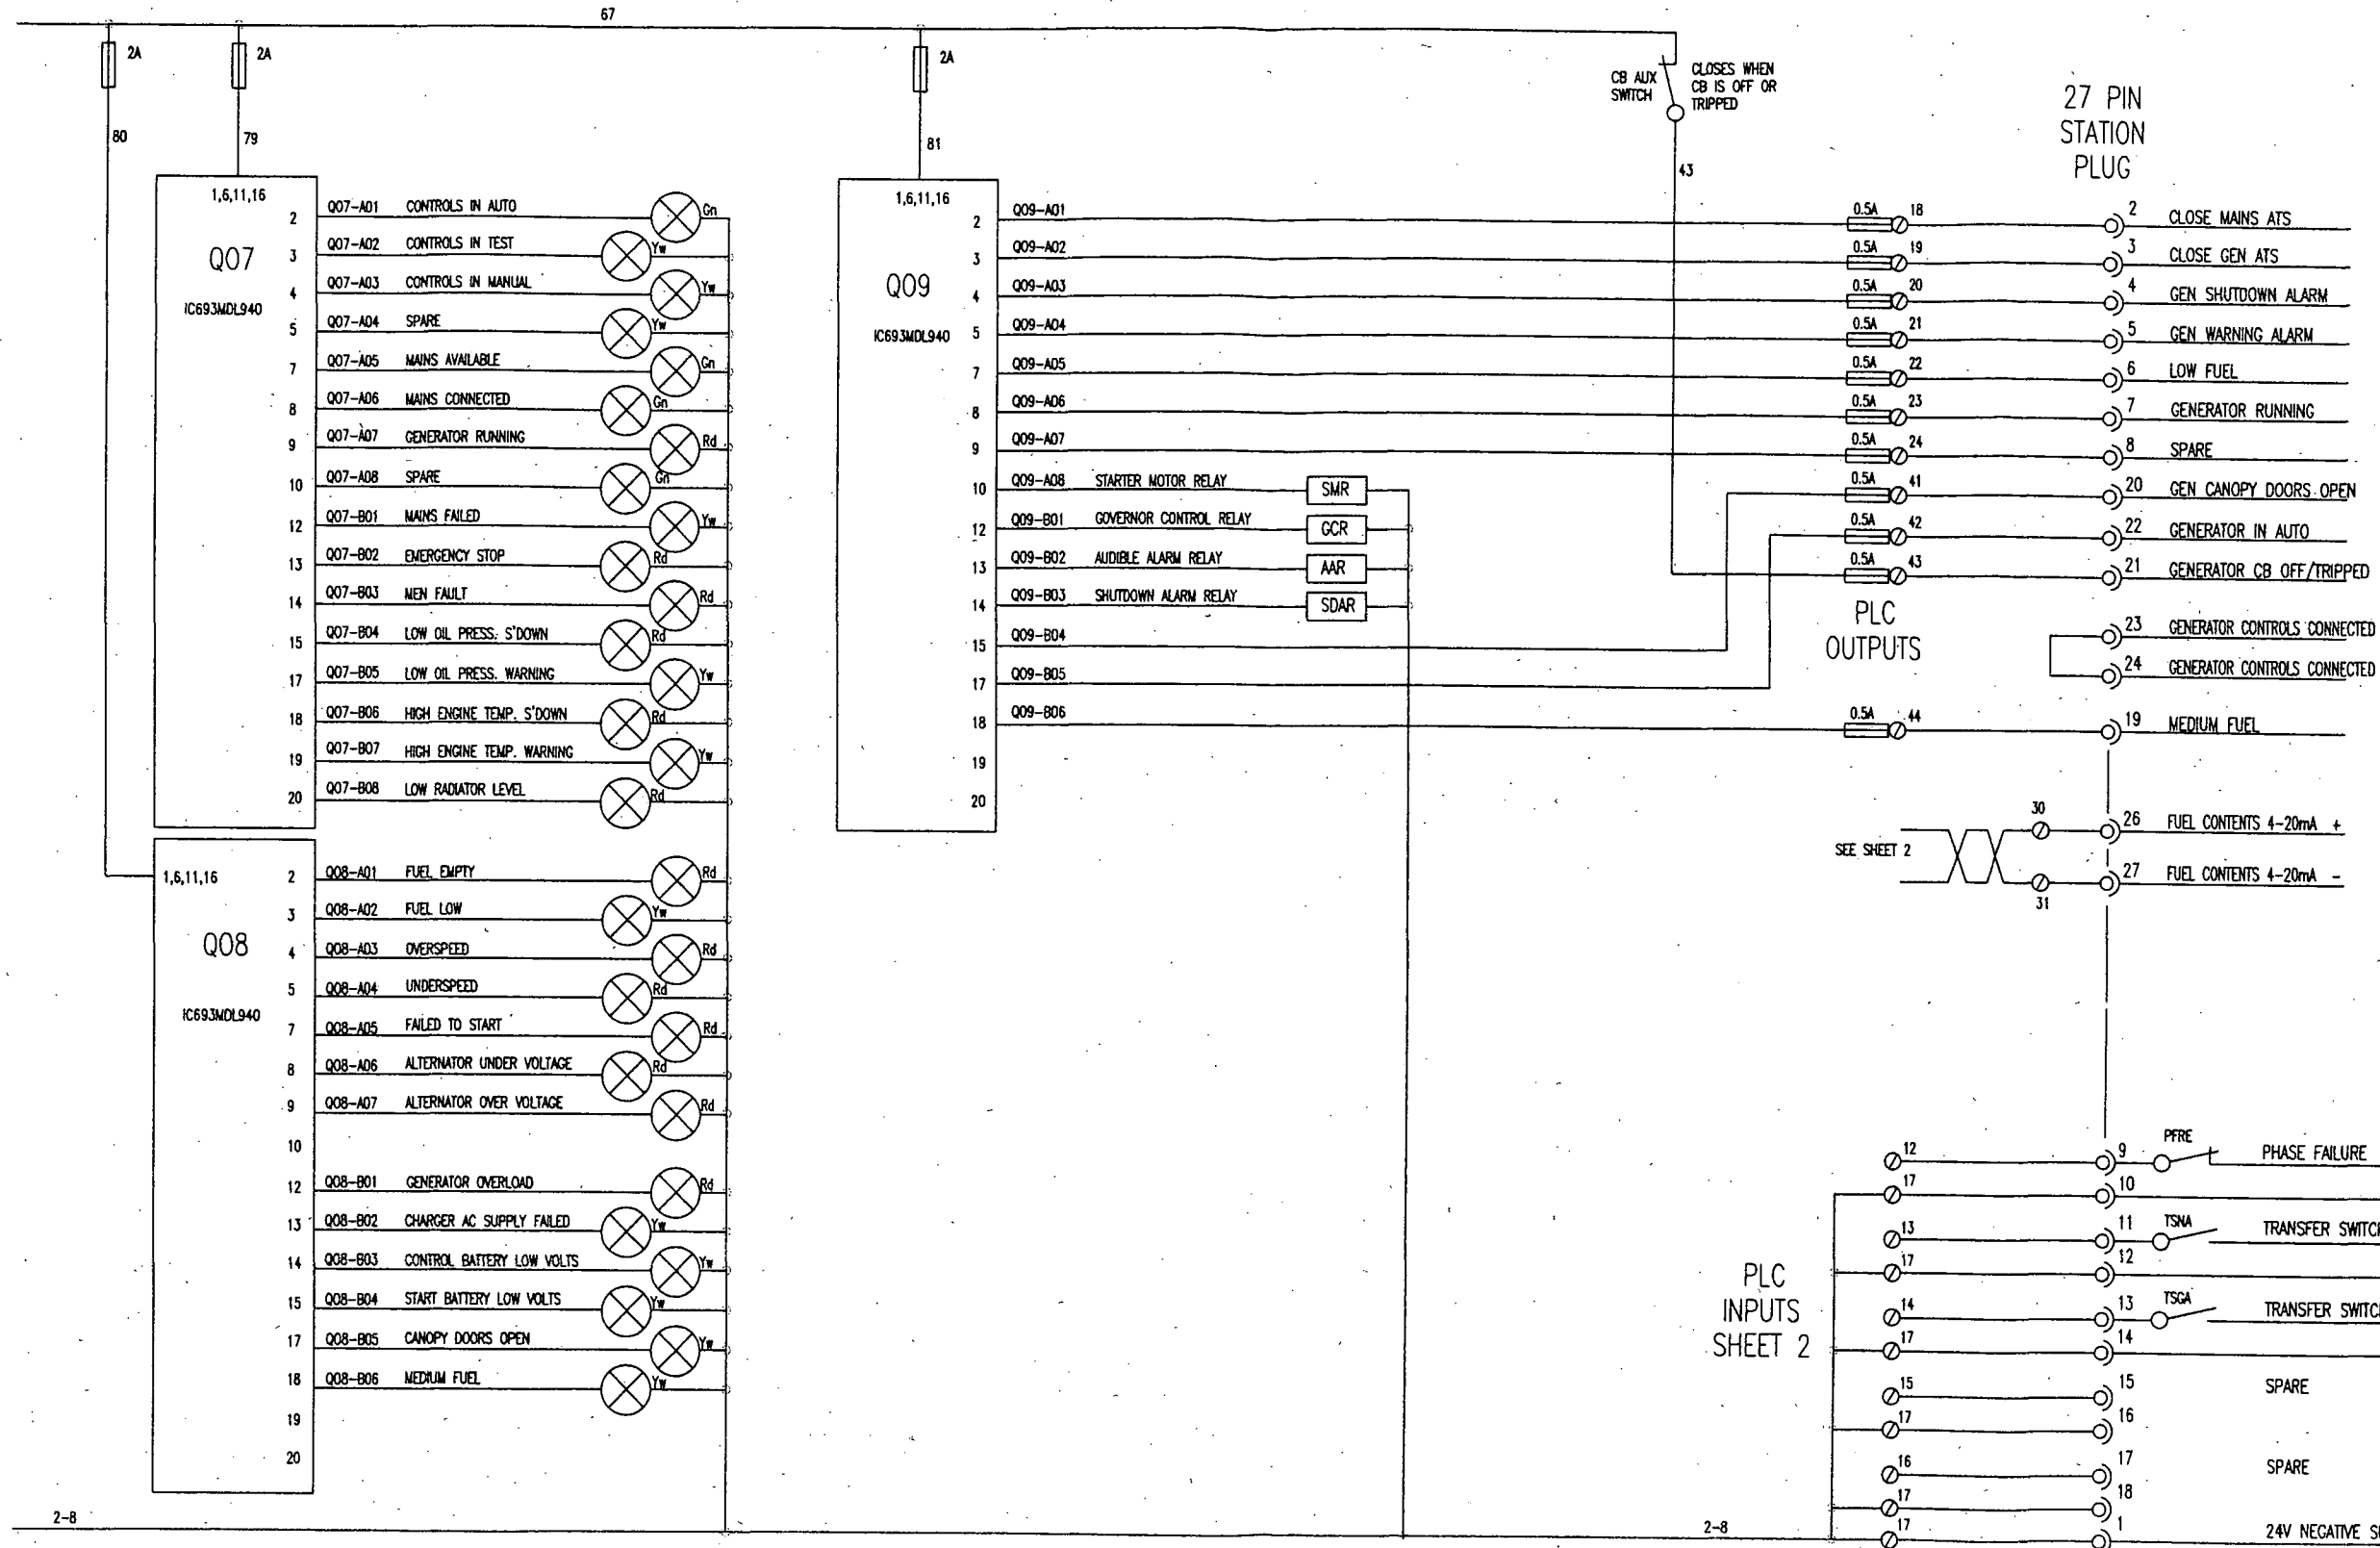 67
2A
2A
2A
80
79
81
CB AUX
SWITCH
CLOSES WHEN
CB IS OFF OR
TRIPPED
43
27 PIN
STATION
PLUG
1,6,11,16
Q07
IC693MDL940
2 Q07-A01 CONTROLS IN AUTO Gn
3 Q07-A02 CONTROLS IN TEST Yw
4 Q07-A03 CONTROLS IN MANUAL Yw
5 Q07-A04 SPARE Yw
7 Q07-A05 MAINS AVAILABLE Gn
8 Q07-A06 MAINS CONNECTED Gn
9 Q07-A07 GENERATOR RUNNING Rd
10 Q07-A08 SPARE Gn
12 Q07-B01 MAINS FAILED Yw
13 Q07-B02 EMERGENCY STOP Rd
14 Q07-B03 MEN FAULT Rd
15 Q07-B04 LOW OIL PRESS. S'DOWN Rd
17 Q07-B05 LOW OIL PRESS. WARNING Yw
18 Q07-B06 HIGH ENGINE TEMP. S'DOWN Rd
19 Q07-B07 HIGH ENGINE TEMP. WARNING Yw
20 Q07-B08 LOW RADIATOR LEVEL Rd
1,6,11,16
Q08
IC693MDL940
2 Q08-A01 FUEL EMPTY Rd
3 Q08-A02 FUEL LOW Yw
4 Q08-A03 OVERSPEED Rd
5 Q08-A04 UNDERSPEED Rd
7 Q08-A05 FAILED TO START Rd
8 Q08-A06 ALTERNATOR UNDER VOLTAGE Rd
9 Q08-A07 ALTERNATOR OVER VOLTAGE Rd
10
12 Q08-B01 GENERATOR OVERLOAD Rd
13 Q08-B02 CHARGER AC SUPPLY FAILED Yw
14 Q08-B03 CONTROL BATTERY LOW VOLTS Yw
15 Q08-B04 START BATTERY LOW VOLTS Yw
17 Q08-B05 CANOPY DOORS OPEN Yw
18 Q08-B06 MEDIUM FUEL Yw
19
20
2-8
1,6,11,16
Q09
IC693MDL940
2 Q09-A01
3 Q09-A02
4 Q09-A03
5 Q09-A04
7 Q09-A05
8 Q09-A06
9 Q09-A07
10 Q09-A08 STARTER MOTOR RELAY SMR
12 Q09-B01 GOVERNOR CONTROL RELAY GCR
13 Q09-B02 AUDIBLE ALARM RELAY AAR
14 Q09-B03 SHUTDOWN ALARM RELAY SDAR
15 Q09-B04
17 Q09-B05
18 Q09-B06
19
20
0.5A 18 2 CLOSE MAINS ATS
0.5A 19 3 CLOSE GEN ATS
0.5A 20 4 GEN SHUTDOWN ALARM
0.5A 21 5 GEN WARNING ALARM
0.5A 22 6 LOW FUEL
0.5A 23 7 GENERATOR RUNNING
0.5A 24 8 SPARE
0.5A 41 20 GEN CANOPY DOORS OPEN
0.5A 42 22 GENERATOR IN AUTO
0.5A 43 21 GENERATOR CB OFF/TRIPPED
PLC
OUTPUTS
23 GENERATOR CONTROLS CONNECTED
24 GENERATOR CONTROLS CONNECTED
0.5A 44 19 MEDIUM FUEL
SEE SHEET 2
30 26 FUEL CONTENTS 4-20mA +
31 27 FUEL CONTENTS 4-20mA -
PLC
INPUTS
SHEET 2
12 9 PFRE PHASE FAILURE
17 10
13 11 TSNA TRANSFER SWITCH
17 12
14 13 TSGA TRANSFER SWITCH
17 14
15 15 SPARE
17 16
16 17 SPARE
17 18
2-8
17 1 24V NEGATIVE